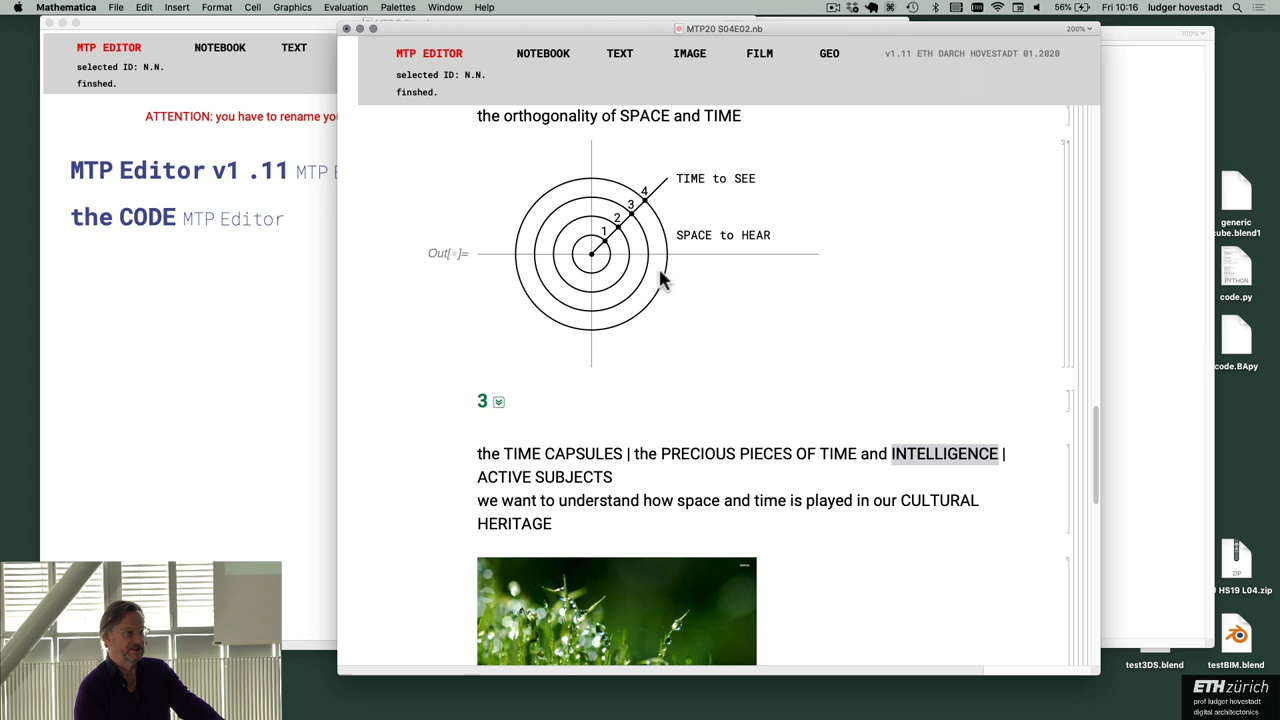 Mathematica File Edit Insert Format Cell Graphics Evaluation Palettes Window Help 56% Fri 10:16 ludger hovestadt
MTP20 S04E02.nb 200%
100%
MTP EDITOR NOTEBOOK TEXT
selected ID: N.N.
finshed.
ATTENTION: you have to rename you
MTP Editor v1 .11 MTP E
the CODE MTP Editor
MTP EDITOR NOTEBOOK TEXT IMAGE FILM GEO v1.11 ETH DARCH HOVESTADT 01.2020
selected ID: N.N.
finshed.
the orthogonality of SPACE and TIME
4
3
2
1
TIME to SEE
SPACE to HEAR
Out[ ]=
3
the TIME CAPSULES | the PRECIOUS PIECES OF TIME and INTELLIGENCE |
ACTIVE SUBJECTS
we want to understand how space and time is played in our CULTURAL
HERITAGE
generic
cube.blend1
PYTHON
code.py
code.BApy
ZIP
HS19 L04.zip
test3DS.blend
testBIM.blend
ETH zürich
prof ludger hovestadt
digital architectonics